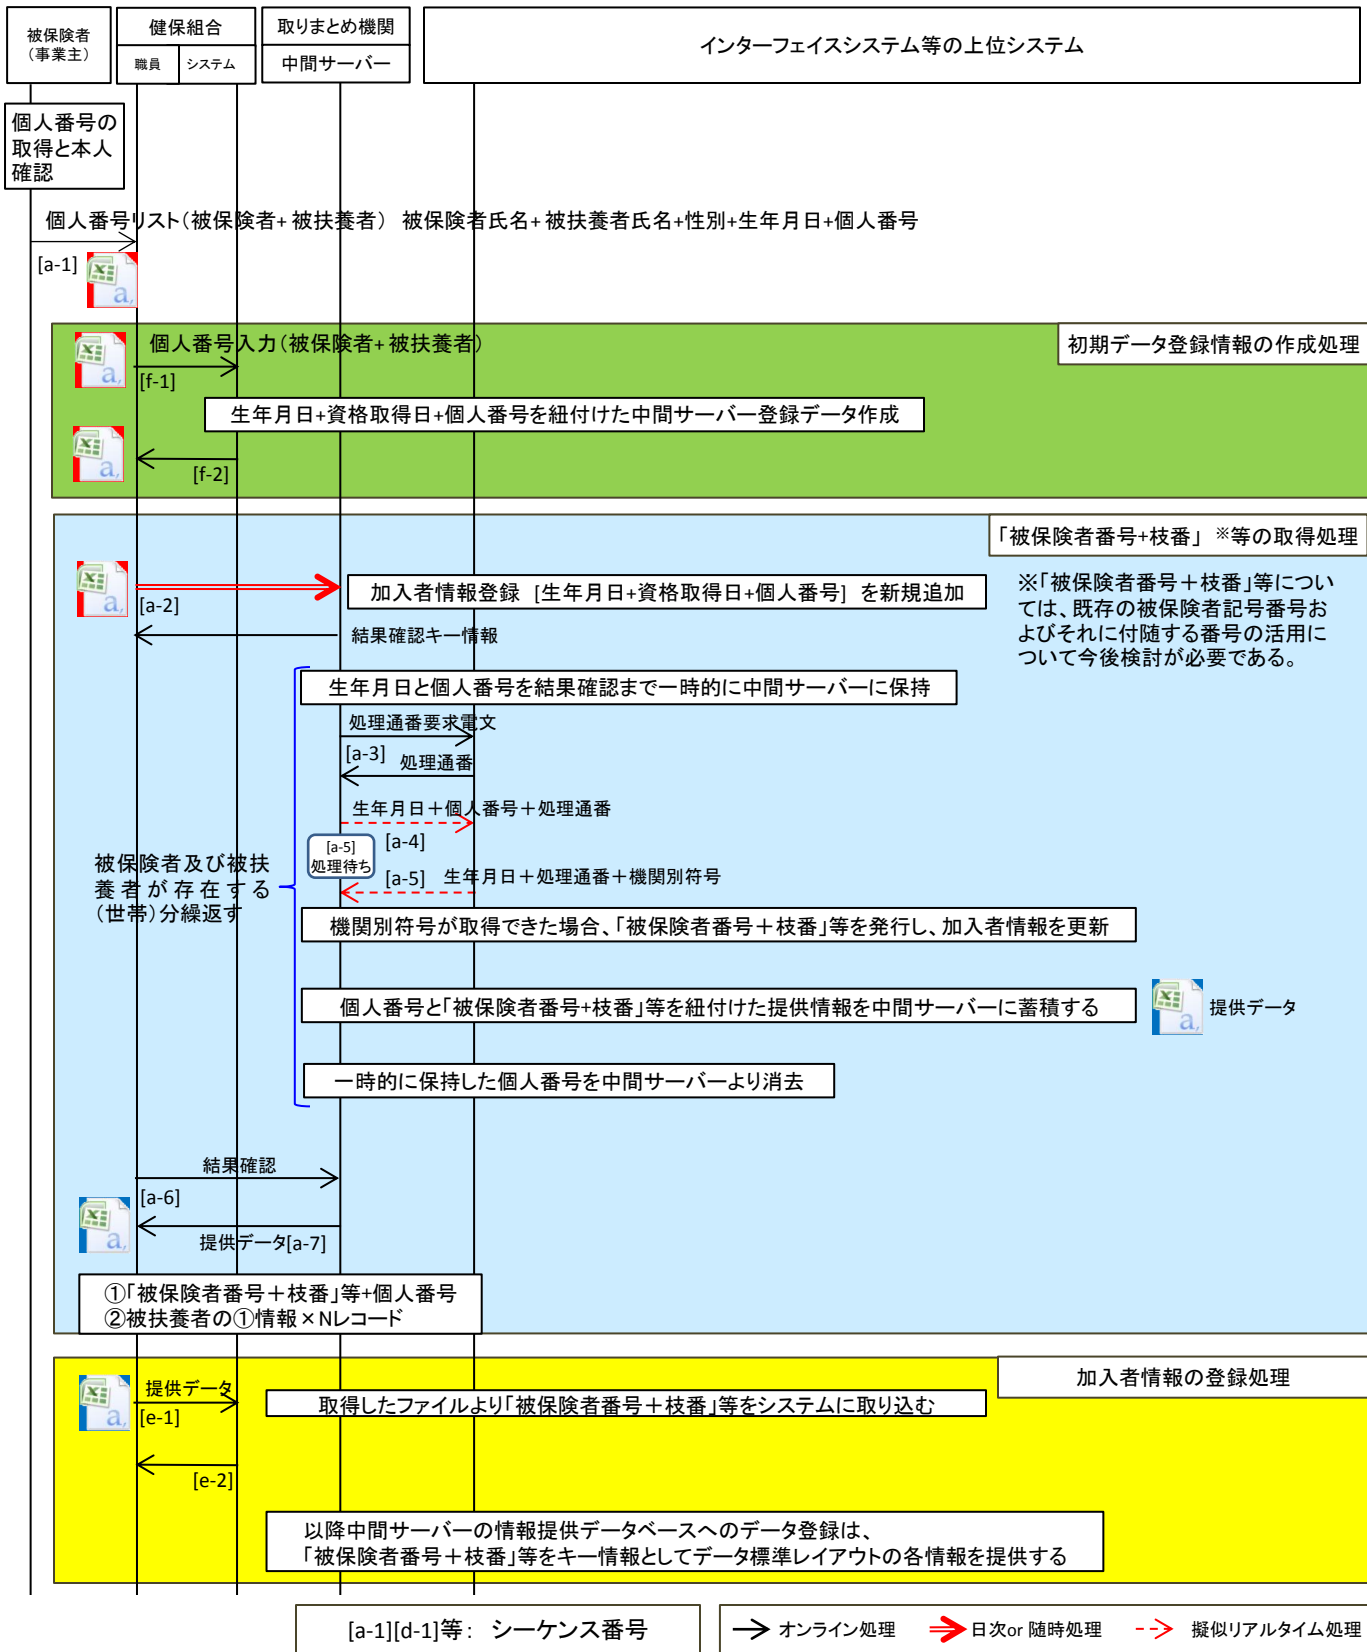 被保険者
（事業主）
健保組合
職員
システム
取りまとめ機関
中間サーバー
インターフェイスシステム等の上位システム
個人番号の
取得と本人
確認
個人番号リスト（被保険者+被扶養者） 被保険者氏名+被扶養者氏名+性別+生年月日+個人番号
[a-1]
初期データ登録情報の作成処理
個人番号入力（被保険者+被扶養者）
[f-1]
生年月日+資格取得日+個人番号を紐付けた中間サーバー登録データ作成
[f-2]
「被保険者番号+枝番」 ※等の取得処理
[a-2]
加入者情報登録 [生年月日+資格取得日+個人番号] を新規追加
※「被保険者番号＋枝番」等につい
ては、既存の被保険者記号番号お
よびそれに付随する番号の活用に
ついて今後検討が必要である。
結果確認キー情報
生年月日と個人番号を結果確認まで一時的に中間サーバーに保持
処理通番要求電文
[a-3]
処理通番
生年月日＋個人番号＋処理通番
[a-4]
[a-5]
処理待ち
[a-5] 生年月日＋処理通番＋機関別符号
被保険者及び被扶
養者が存在する
（世帯）分繰返す
機関別符号が取得できた場合、「被保険者番号＋枝番」等を発行し、加入者情報を更新
個人番号と「被保険者番号+枝番」等を紐付けた提供情報を中間サーバーに蓄積する
提供データ
一時的に保持した個人番号を中間サーバーより消去
結果確認
[a-6]
提供データ[a-7]
①「被保険者番号＋枝番」等+個人番号
②被扶養者の①情報×Nレコード
加入者情報の登録処理
提供データ
[e-1]
取得したファイルより「被保険者番号＋枝番」等をシステムに取り込む
[e-2]
以降中間サーバーの情報提供データベースへのデータ登録は、
「被保険者番号＋枝番」等をキー情報としてデータ標準レイアウトの各情報を提供する
[a-1][d-1]等： シーケンス番号
オンライン処理
日次or 随時処理
擬似リアルタイム処理